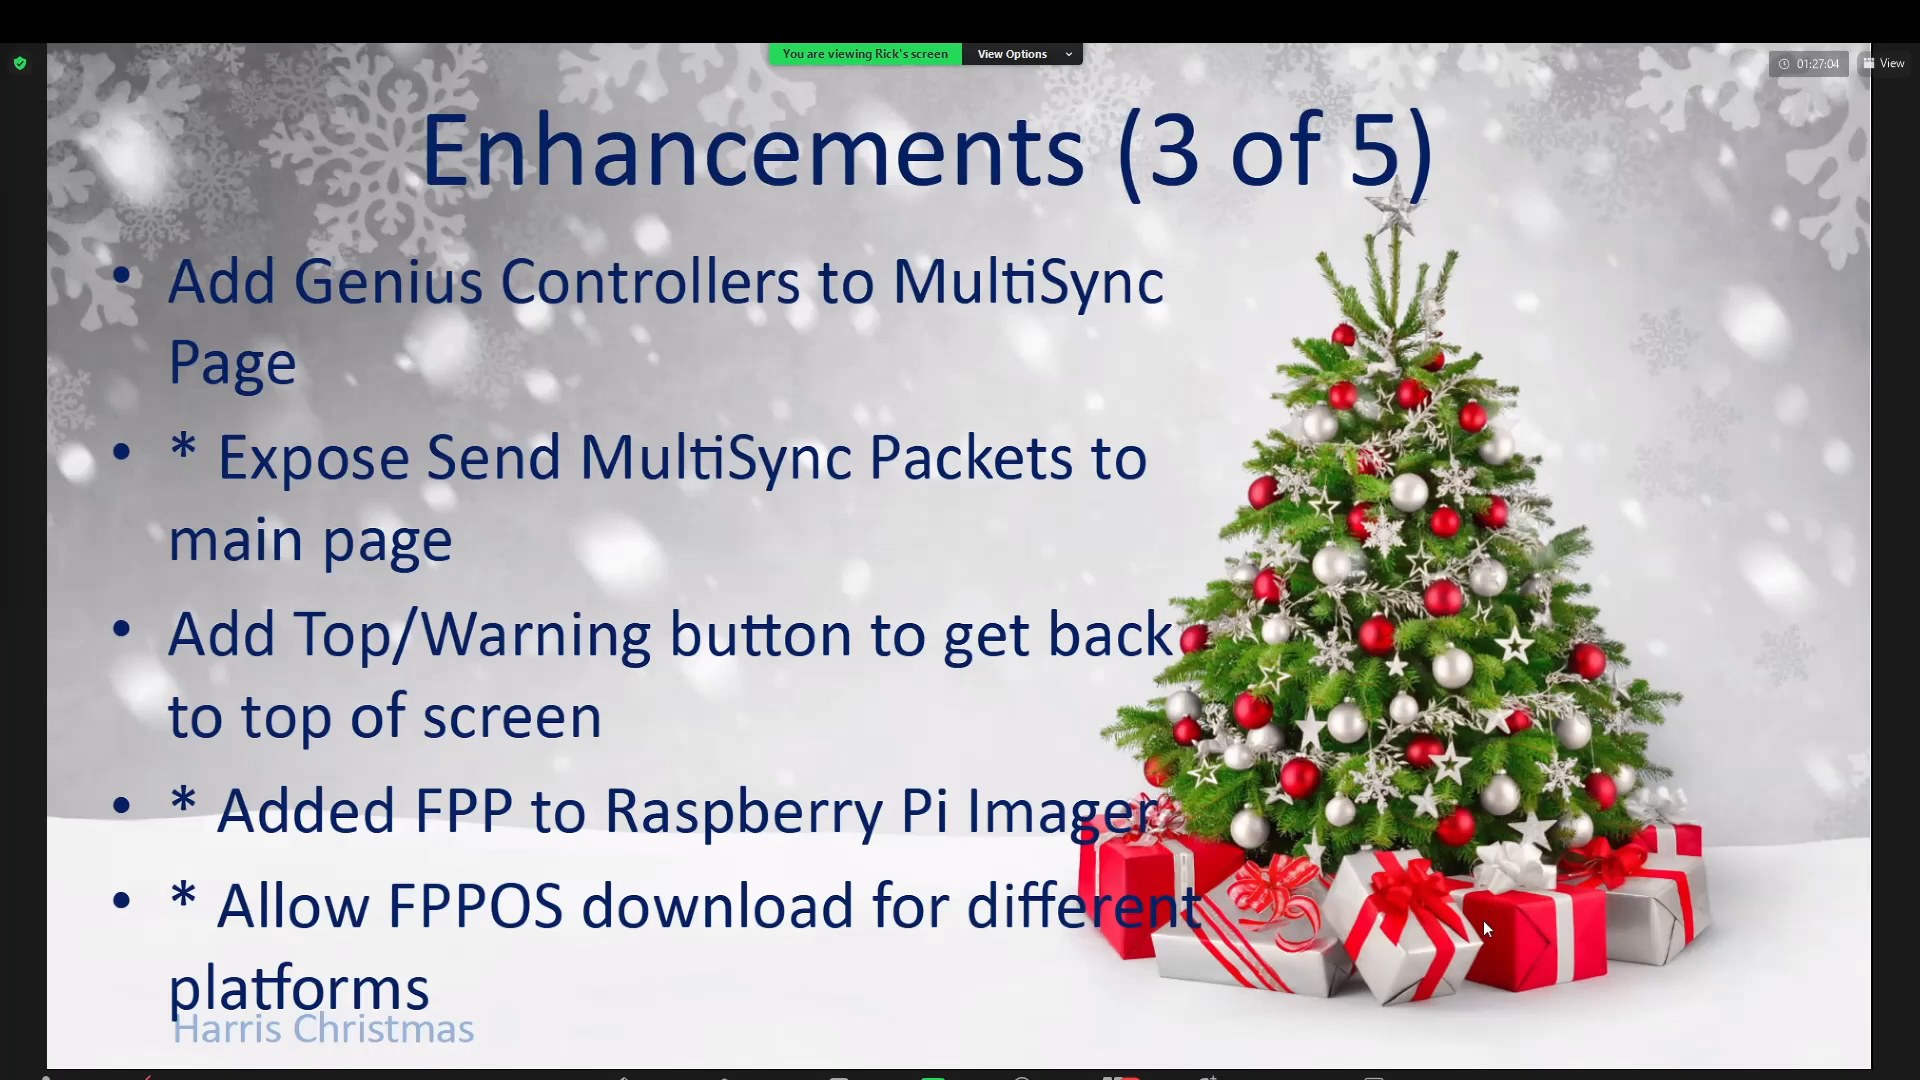 You are viewing Rick's screen
View Options
01:27:04
View
Enhancements (3 of 5)
• Add Genius Controllers to MultiSync
Page
• * Expose Send MultiSync Packets to
main page
• Add Top/Warning button to get back
to top of screen
• * Added FPP to Raspberry Pi Imager
• * Allow FPPOS download for different
platforms
Harris Christmas